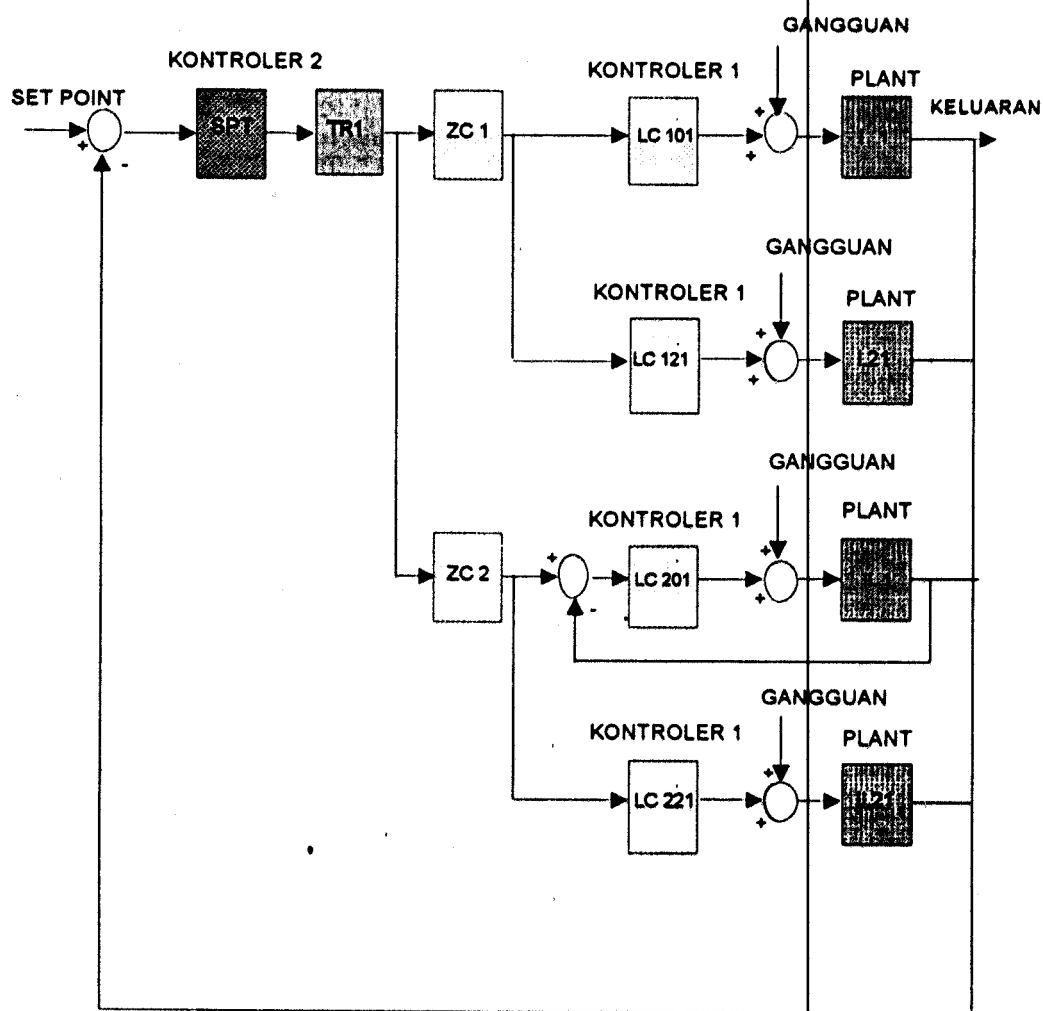 GANGGUAN
KONTROLER 2
KONTROLER 1
PLANT
SET POINT
KELUARAN
+
-
SPT
TR1
ZC 1
LC 101
+
+
GANGGUAN
KONTROLER 1
PLANT
LC 121
+
+
L21
GANGGUAN
KONTROLER 1
PLANT
ZC 2
+
-
LC 201
+
+
GANGGUAN
KONTROLER 1
PLANT
LC 221
+
+
IL21